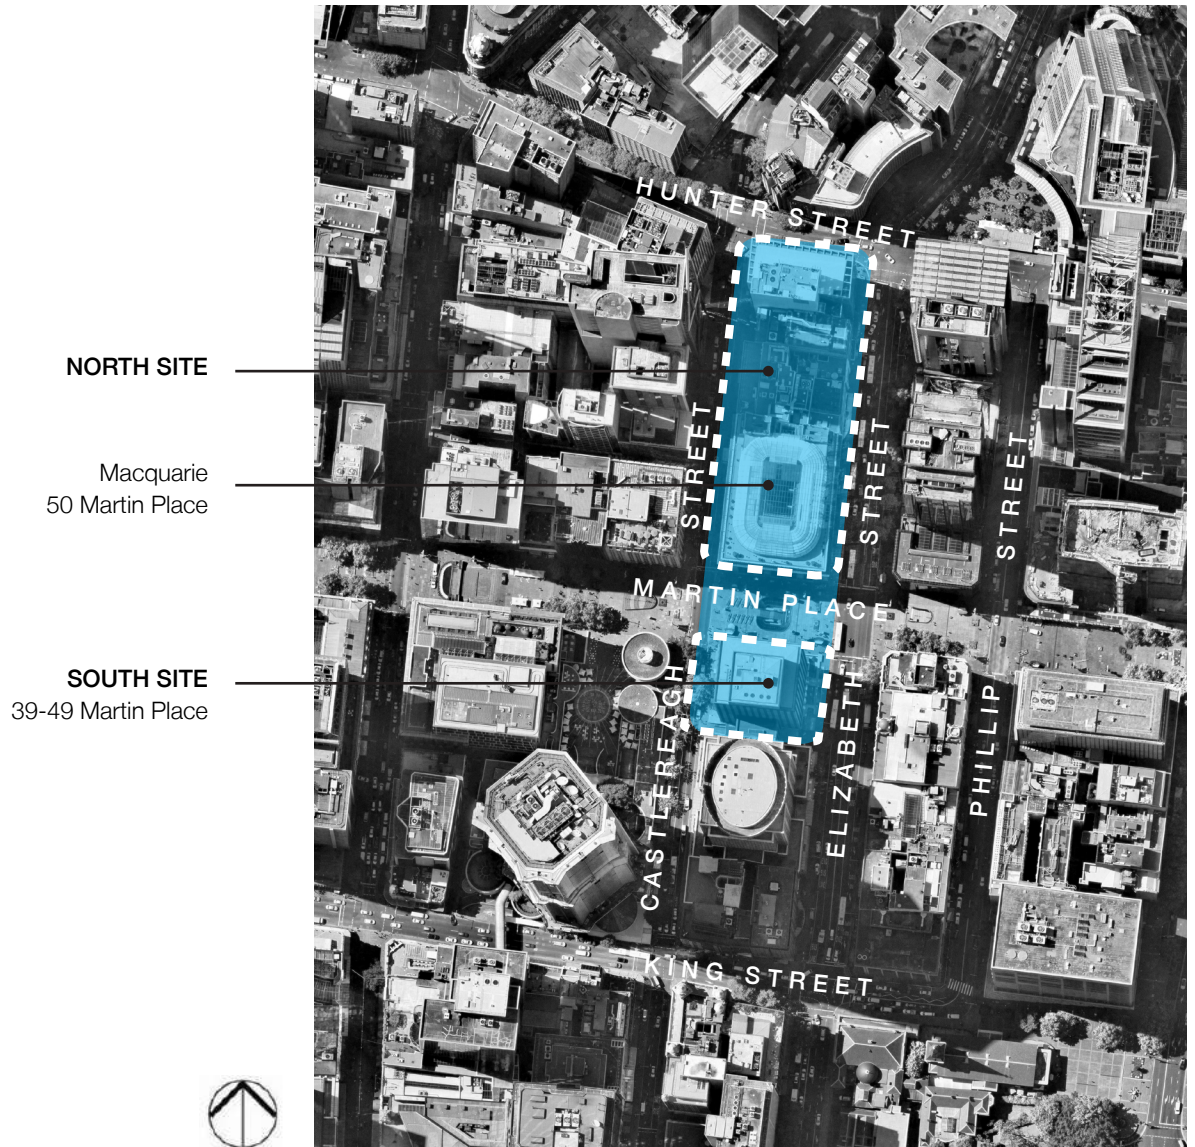 HUNTER STREET
NORTH SITE
Macquarie
50 Martin Place
STREET
STREET
STREET
MARTIN PLACE
SOUTH SITE
39-49 Martin Place
CASTLEREAGH
ELIZABETH
PHILLIP
KING STREET